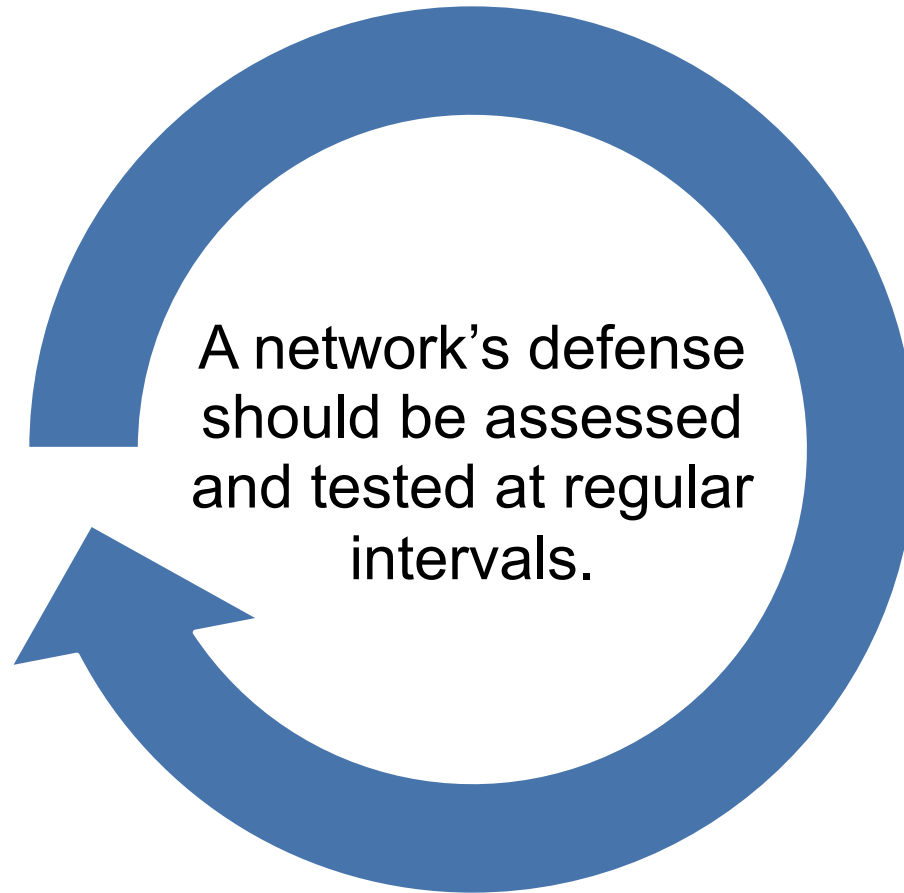 A network’s defense
should be assessed
and tested at regular
intervals.